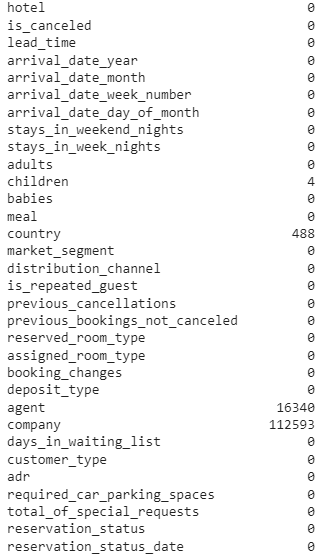 hotel 0
is_canceled 0
lead_time 0
arrival_date_year 0
arrival_date_month 0
arrival_date_week_number 0
arrival_date_day_of_month 0
stays_in_weekend_nights 0
stays_in_week_nights 0
adults 0
children 4
babies 0
meal 0
country 488
market_segment 0
distribution_channel 0
is_repeated_guest 0
previous_cancellations 0
previous_bookings_not_canceled 0
reserved_room_type 0
assigned_room_type 0
booking_changes 0
deposit_type 0
agent 16340
company 112593
days_in_waiting_list 0
customer_type 0
adr 0
required_car_parking_spaces 0
total_of_special_requests 0
reservation_status 0
reservation_status_date 0